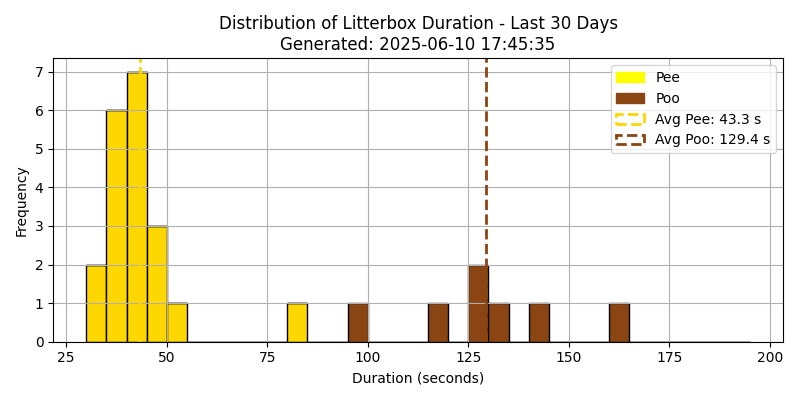 Distribution of Litterbox Duration - Last 30 Days
Generated: 2025-06-10 17:45:35
Pee
Poo
Avg Pee: 43.3 s
Avg Poo: 129.4 s
Frequency
7
6
5
4
3
2
1
0
25 50 75 100 125 150 175 200
Duration (seconds)